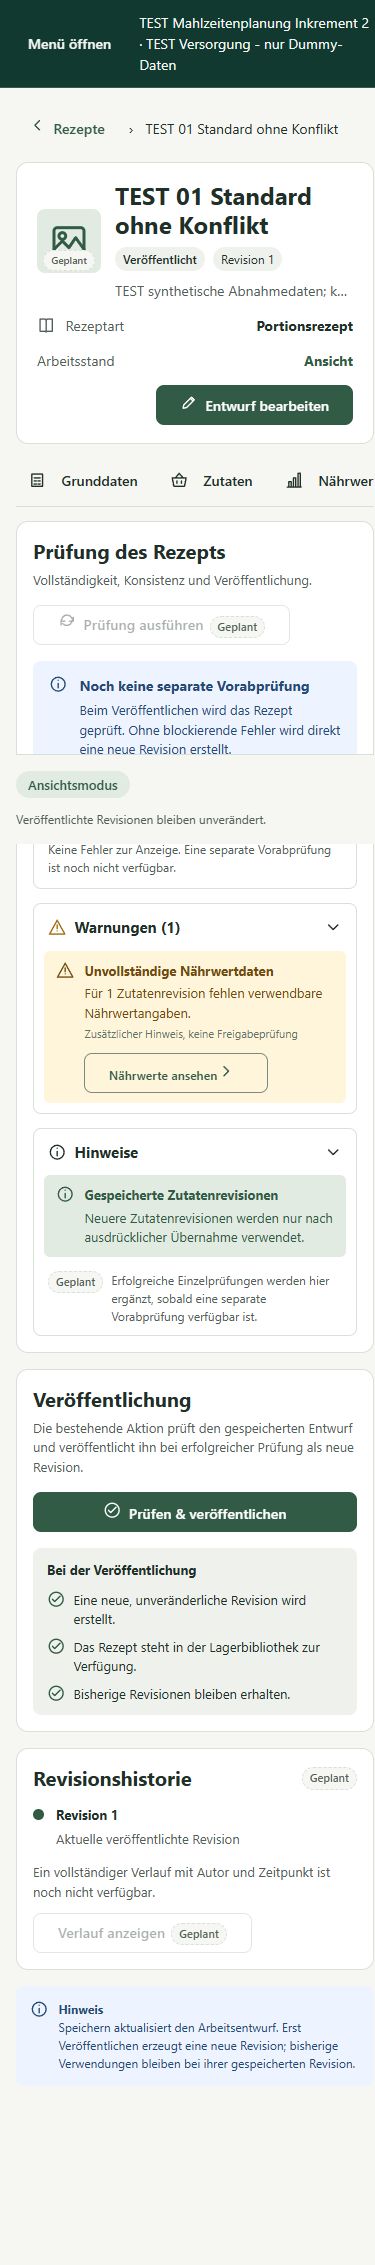 Menü öffnen
TEST Mahlzeitenplanung Inkrement 2
· TEST Versorgung - nur Dummy-
Daten
Rezepte › TEST 01 Standard ohne Konflikt
TEST 01 Standard
ohne Konflikt
Geplant
Veröffentlicht Revision 1
TEST synthetische Abnahmedaten; k...
Rezeptart Portionsrezept
Arbeitsstand Ansicht
Entwurf bearbeiten
Grunddaten Zutaten Nährwer
Prüfung des Rezepts
Vollständigkeit, Konsistenz und Veröffentlichung.
Prüfung ausführen Geplant
Noch keine separate Vorabprüfung
Beim Veröffentlichen wird das Rezept
geprüft. Ohne blockierende Fehler wird direkt
eine neue Revision erstellt.
Ansichtsmodus
Veröffentlichte Revisionen bleiben unverändert.
Keine Fehler zur Anzeige. Eine separate Vorabprüfung
ist noch nicht verfügbar.
Warnungen (1)
Unvollständige Nährwertdaten
Für 1 Zutatenrevision fehlen verwendbare
Nährwertangaben.
Zusätzlicher Hinweis, keine Freigabeprüfung
Nährwerte ansehen
Hinweise
Gespeicherte Zutatenrevisionen
Neuere Zutatenrevisionen werden nur nach
ausdrücklicher Übernahme verwendet.
Geplant Erfolgreiche Einzelprüfungen werden hier
ergänzt, sobald eine separate
Vorabprüfung verfügbar ist.
Veröffentlichung
Die bestehende Aktion prüft den gespeicherten Entwurf
und veröffentlicht ihn bei erfolgreicher Prüfung als neue
Revision.
Prüfen & veröffentlichen
Bei der Veröffentlichung
Eine neue, unveränderliche Revision wird
erstellt.
Das Rezept steht in der Lagerbibliothek zur
Verfügung.
Bisherige Revisionen bleiben erhalten.
Revisionshistorie Geplant
Revision 1
Aktuelle veröffentlichte Revision
Ein vollständiger Verlauf mit Autor und Zeitpunkt ist
noch nicht verfügbar.
Verlauf anzeigen Geplant
Hinweis
Speichern aktualisiert den Arbeitsentwurf. Erst
Veröffentlichen erzeugt eine neue Revision; bisherige
Verwendungen bleiben bei ihrer gespeicherten Revision.